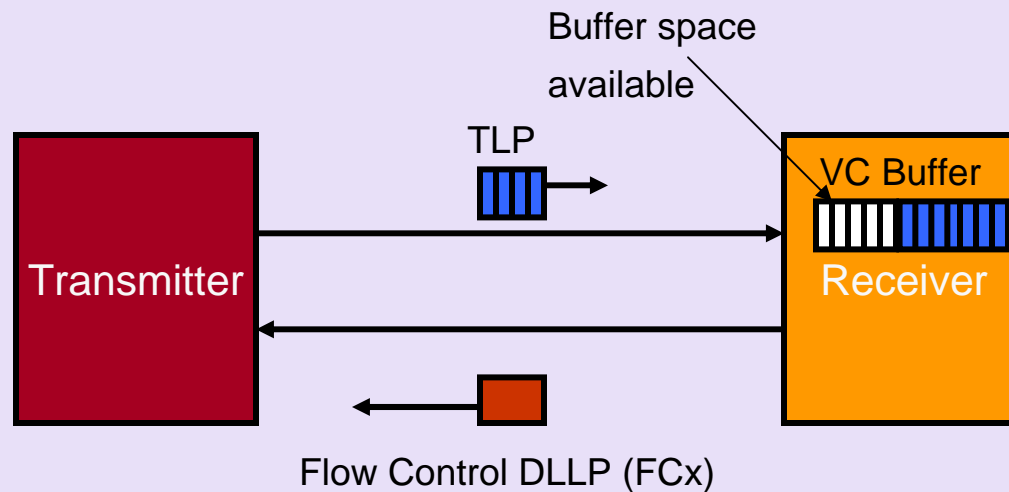 Buffer space
available
TLP
VC Buffer
Transmitter
Receiver
Flow Control DLLP (FCx)